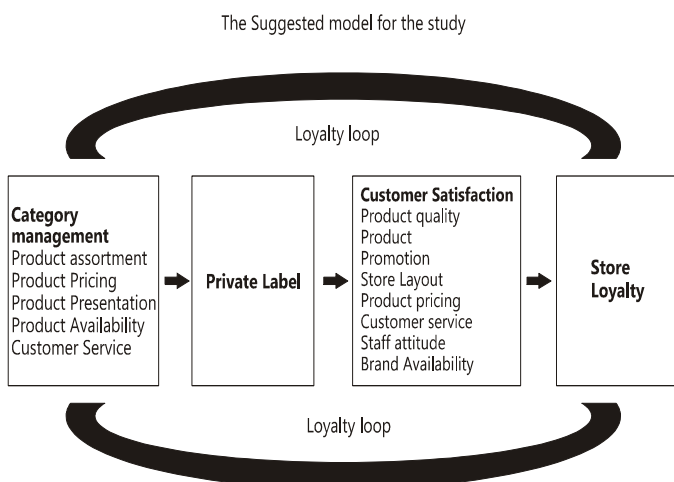 The Suggested model for the study
Loyalty loop
Category
management
Product assortment
Product Pricing
Product Presentation
Product Availability
Customer Service
Private Label
Customer Satisfaction
Product quality
Product
Promotion
Store Layout
Product pricing
Customer service
Staff attitude
Brand Availability
Store
Loyalty
Loyalty loop